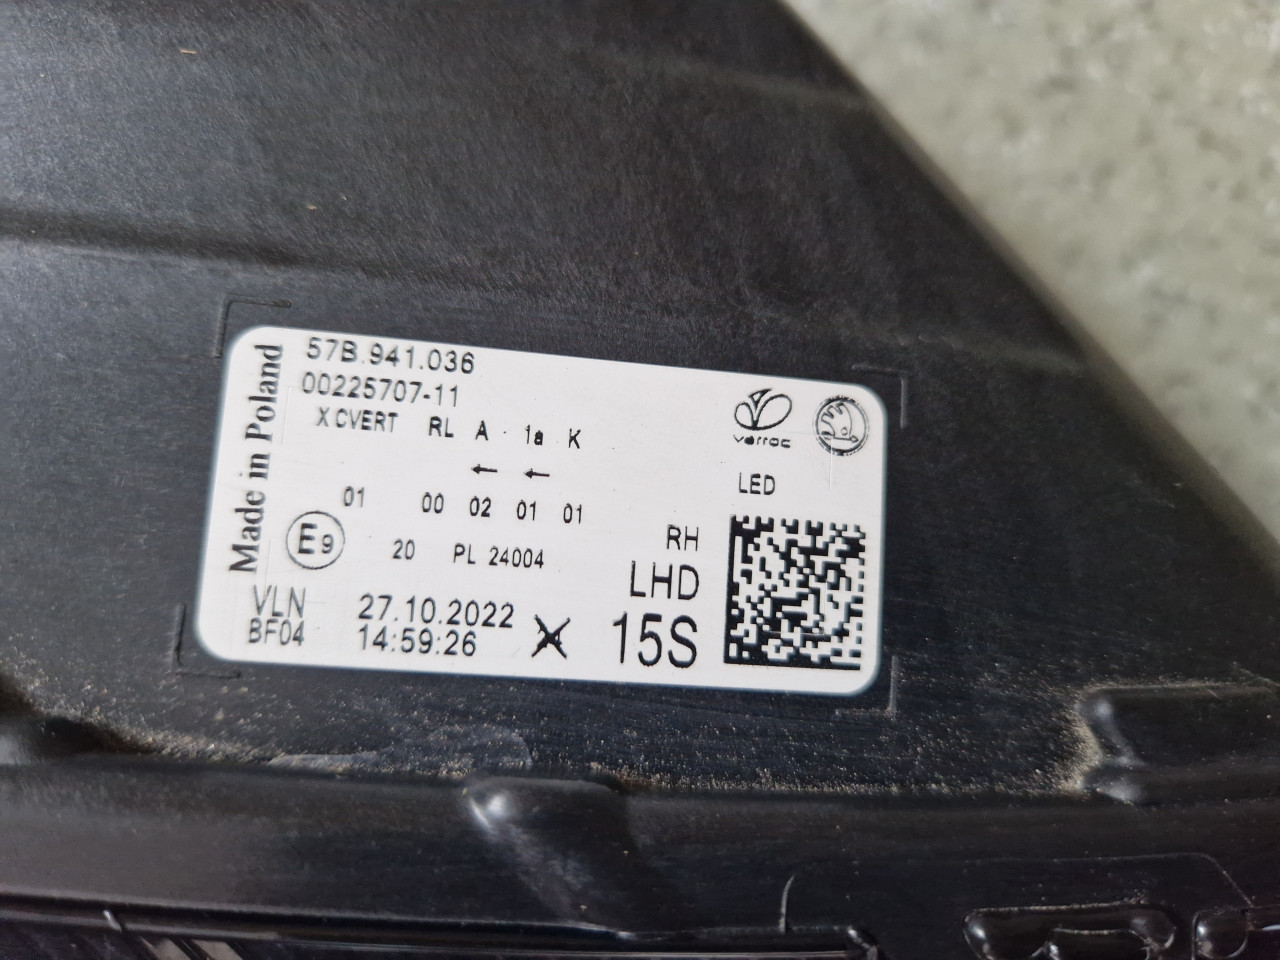 Made in Poland
57B.941.036
00225707-11
XCVERT RL A · 1a K
← ←
01 00 02 01 01
E9 20 PL 24004
VLN 27.10.2022
BF04 14:59:26 X
varroc
LED
RH
LHD
15S